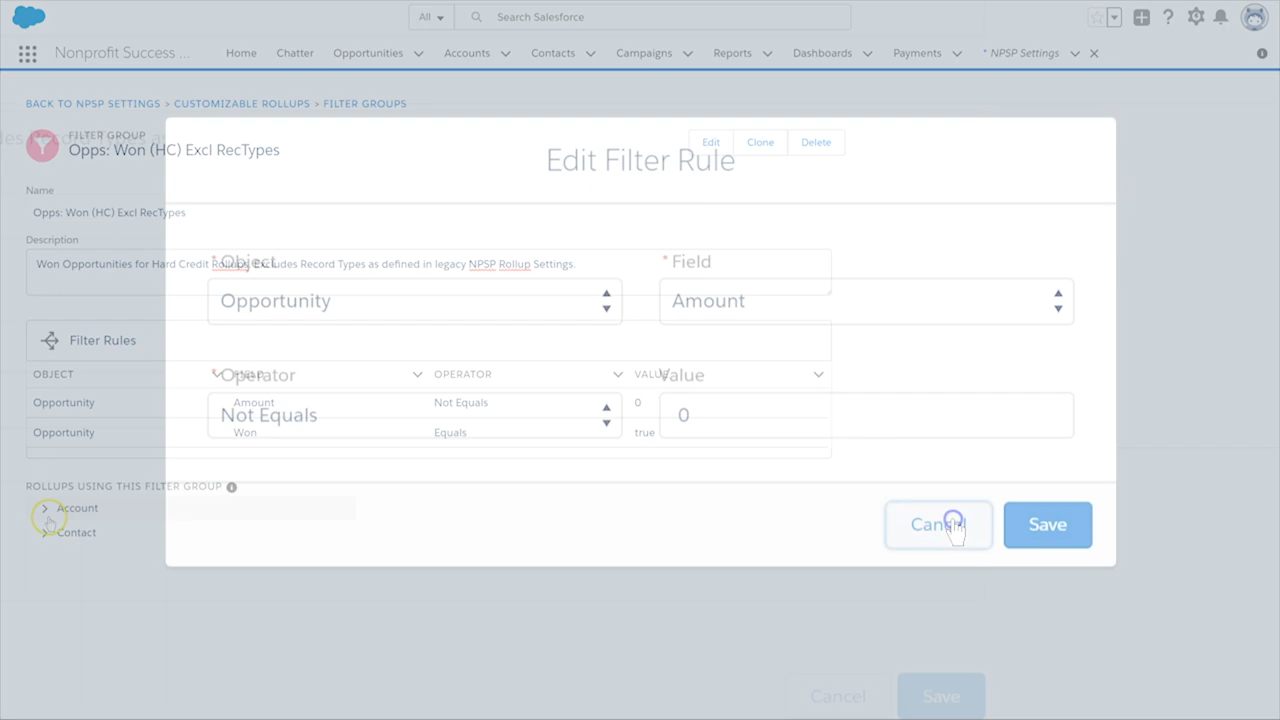 All
Search Salesforce
Nonprofit Success ...
Home
Chatter
Opportunities
Accounts
Contacts
Campaigns
Reports
Dashboards
Payments
* NPSP Settings
BACK TO NPSP SETTINGS > CUSTOMIZABLE ROLLUPS > FILTER GROUPS
FILTER GROUP
Opps: Won (HC) Excl RecTypes
Edit
Clone
Delete
Edit Filter Rule
Name
Opps: Won (HC) Excl RecTypes
Description
Won Opportunities for Hard Credit Rollups. Excludes Record Types as defined in legacy NPSP Rollup Settings.
* Object
* Field
Opportunity
Amount
Filter Rules
* Operator
Value
Not Equals
0
OBJECT
FIELD
OPERATOR
VALUE
Opportunity
Amount
Not Equals
0
Opportunity
Won
Equals
true
ROLLUPS USING THIS FILTER GROUP
Account
Contact
Cancel
Save
Cancel
Save